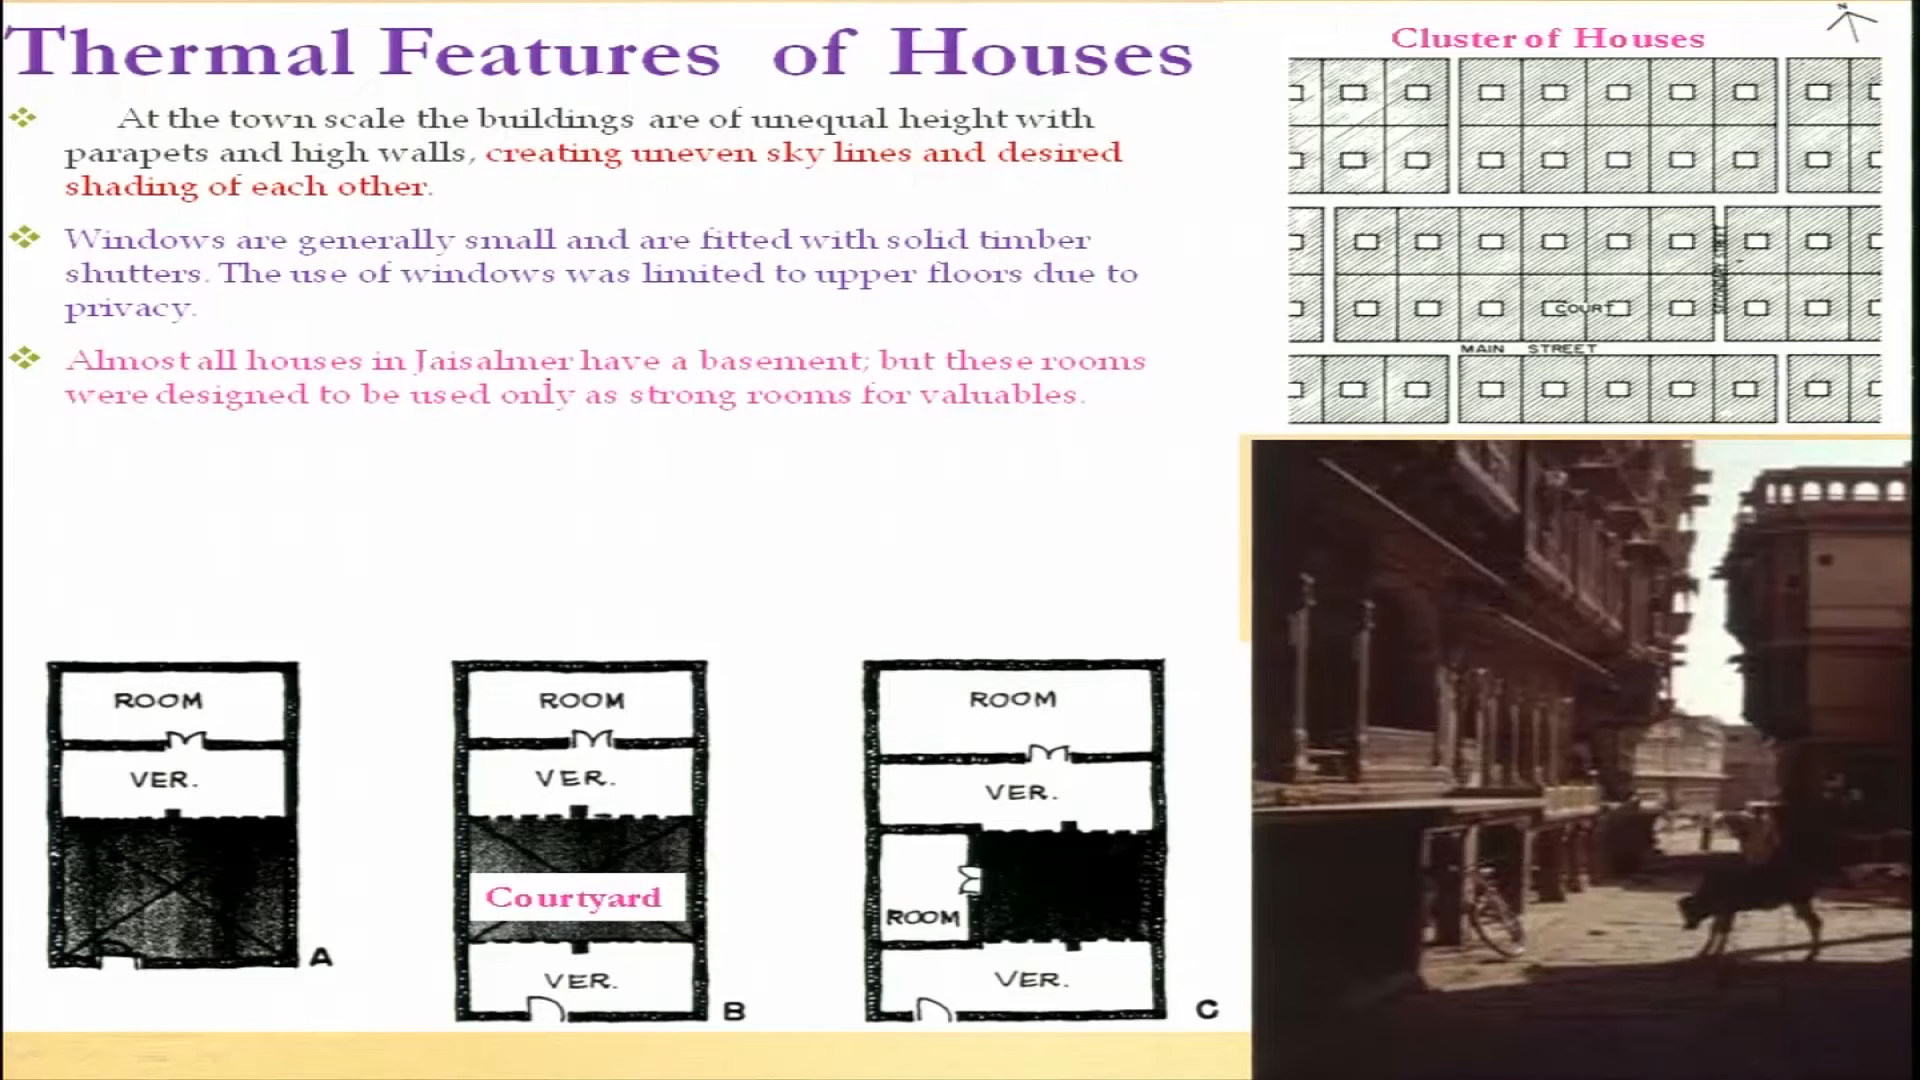 Thermal Features of Houses
At the town scale the buildings are of unequal height with
parapets and high walls, creating uneven sky lines and desired
shading of each other.
Windows are generally small and are fitted with solid timber
shutters. The use of windows was limited to upper floors due to
privacy.
Almost all houses in Jaisalmer have a basement; but these rooms
were designed to be used only as strong rooms for valuables.
N
Cluster of Houses
SECONDARY STREET
COURT
MAIN STREET
ROOM
VER.
A
ROOM
VER.
Courtyard
VER.
B
ROOM
VER.
ROOM
VER.
C